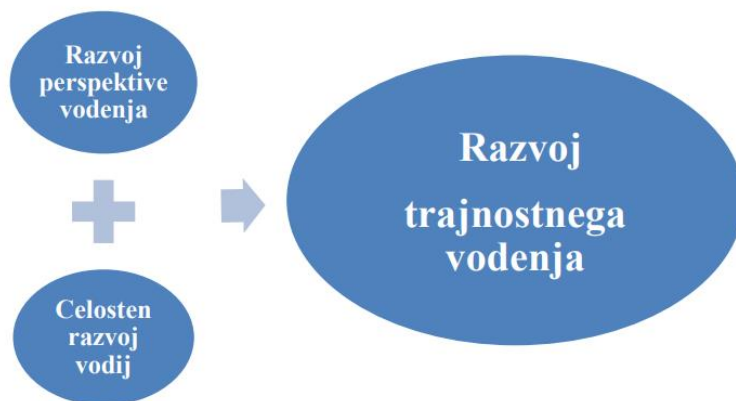 Razvoj
perspektive
vodenja
Celosten
razvoj
vodij
Razvoj
trajnostnega
vodenja